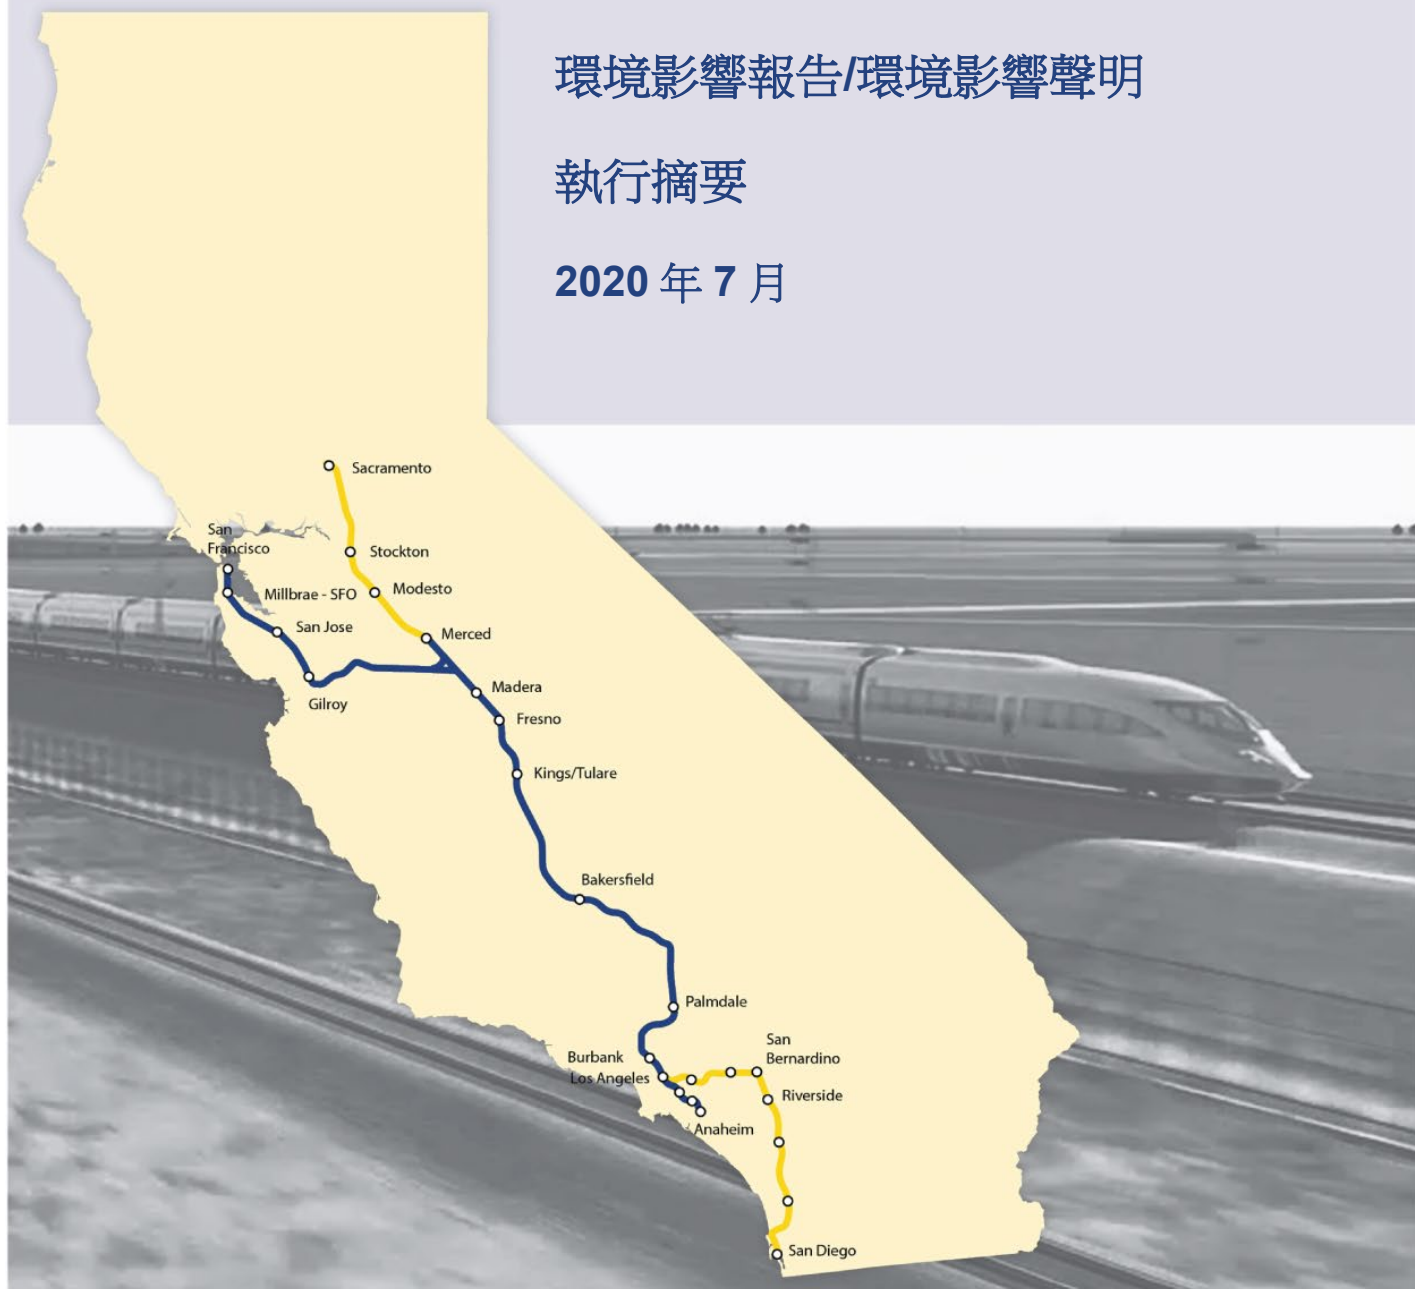 環境影響報告/環境影響聲明
執行摘要
2020 年 7 月
Sacramento
San
Francisco
Stockton
Millbrae - SFO
Modesto
San Jose
Merced
Gilroy
Madera
Fresno
Kings/Tulare
Bakersfield
Palmdale
San
Bernardino
Burbank
Los Angeles
Riverside
Anaheim
San Diego